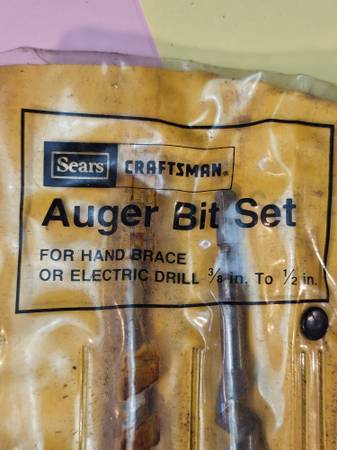 Sears CRAFTSMAN®
Auger Bit Set
FOR HAND BRACE
OR ELECTRIC DRILL 3/8 in. To 1/2 in.